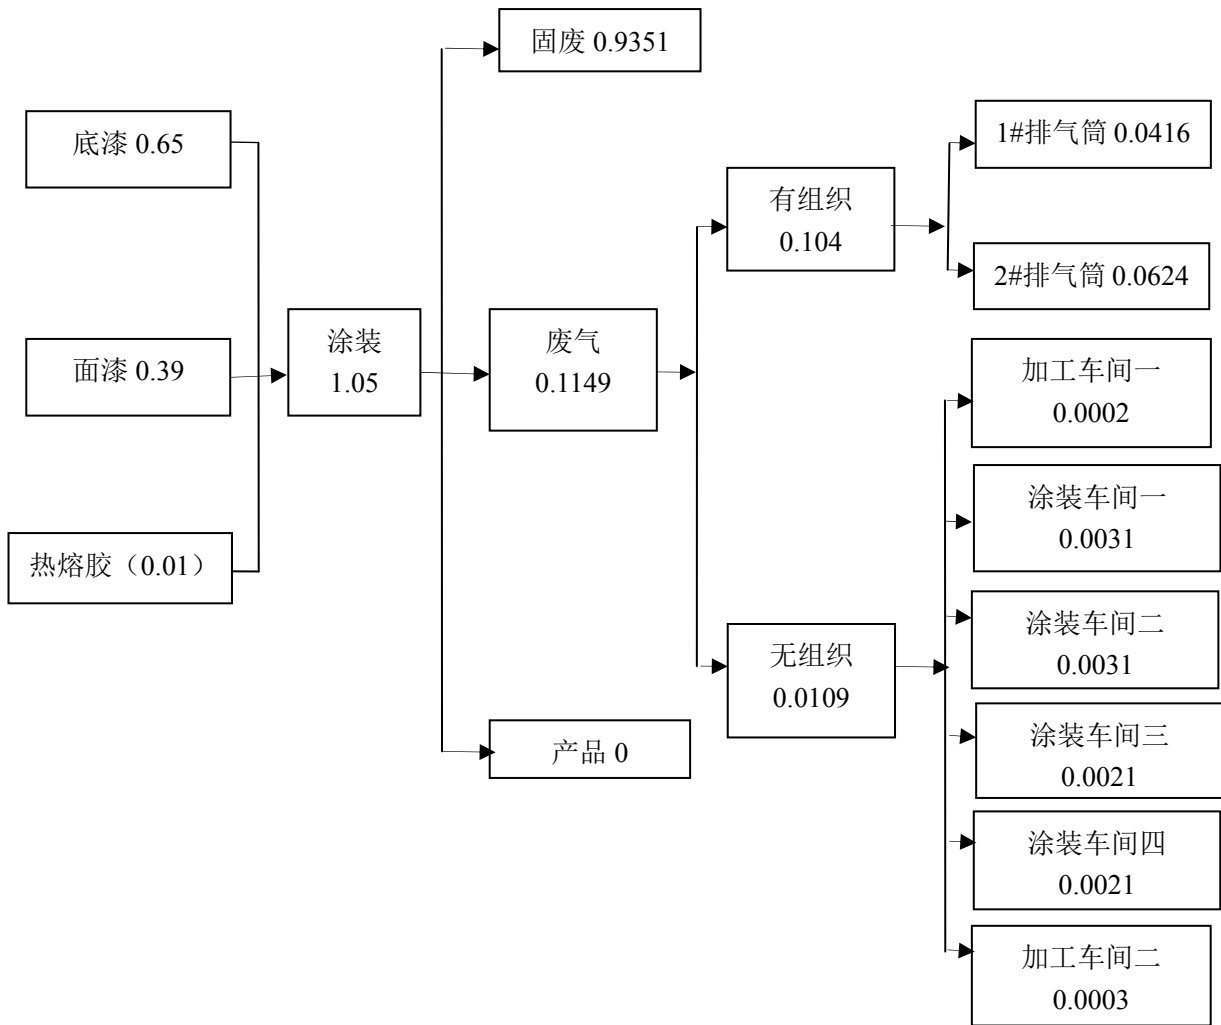 固废 0.9351
底漆 0.65
1#排气筒 0.0416
有组织
0.104
2#排气筒 0.0624
面漆 0.39
涂装
1.05
废气
0.1149
加工车间一
0.0002
涂装车间一
0.0031
热熔胶（0.01）
涂装车间二
0.0031
无组织
0.0109
涂装车间三
0.0021
产品 0
涂装车间四
0.0021
加工车间二
0.0003